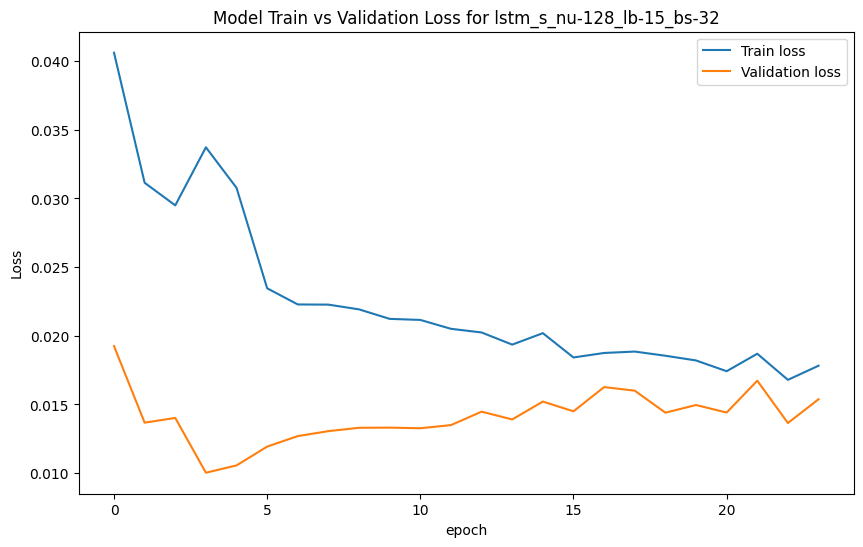 Model Train vs Validation Loss for lstm_s_nu-128_lb-15_bs-32
Train loss
Validation loss
0.040
0.035
0.030
0.025
0.020
0.015
0.010
Loss
0 5 10 15 20
epoch